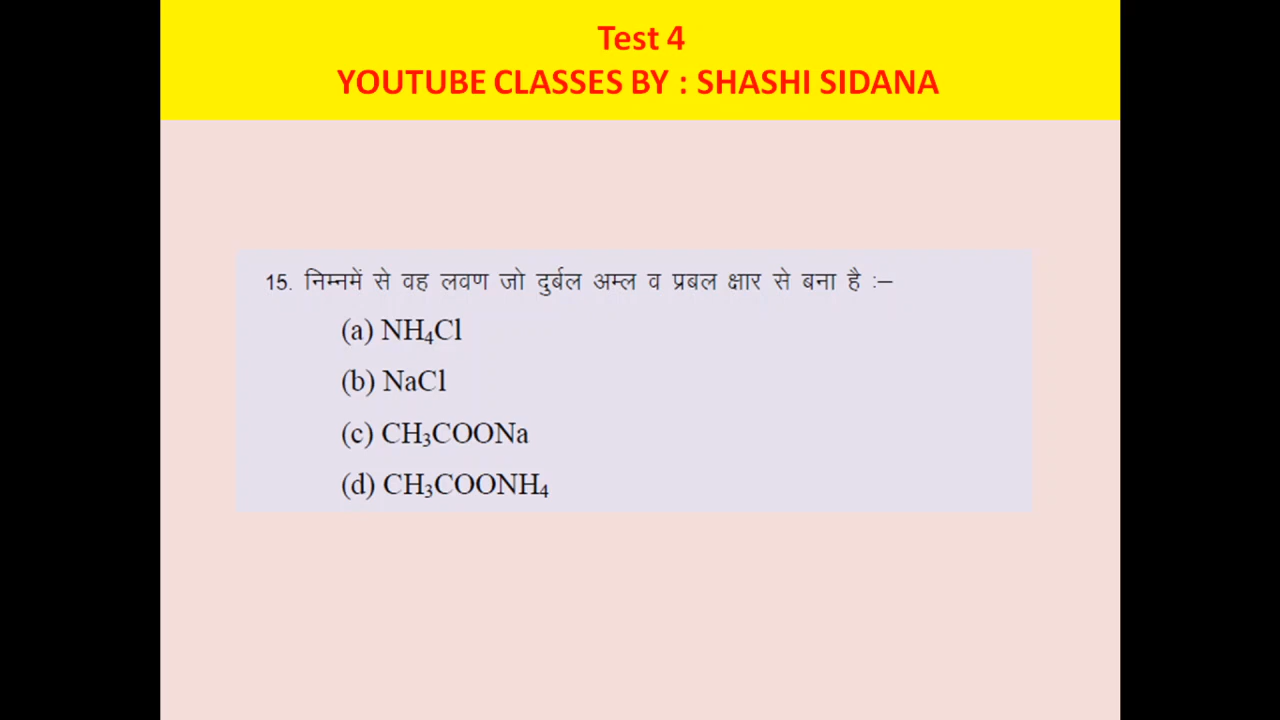 Test 4
YOUTUBE CLASSES BY : SHASHI SIDANA
15. निम्नमें से वह लवण जो दुर्बल अम्ल व प्रबल क्षार से बना है :–
(a) NH₄Cl
(b) NaCl
(c) CH₃COONa
(d) CH₃COONH₄